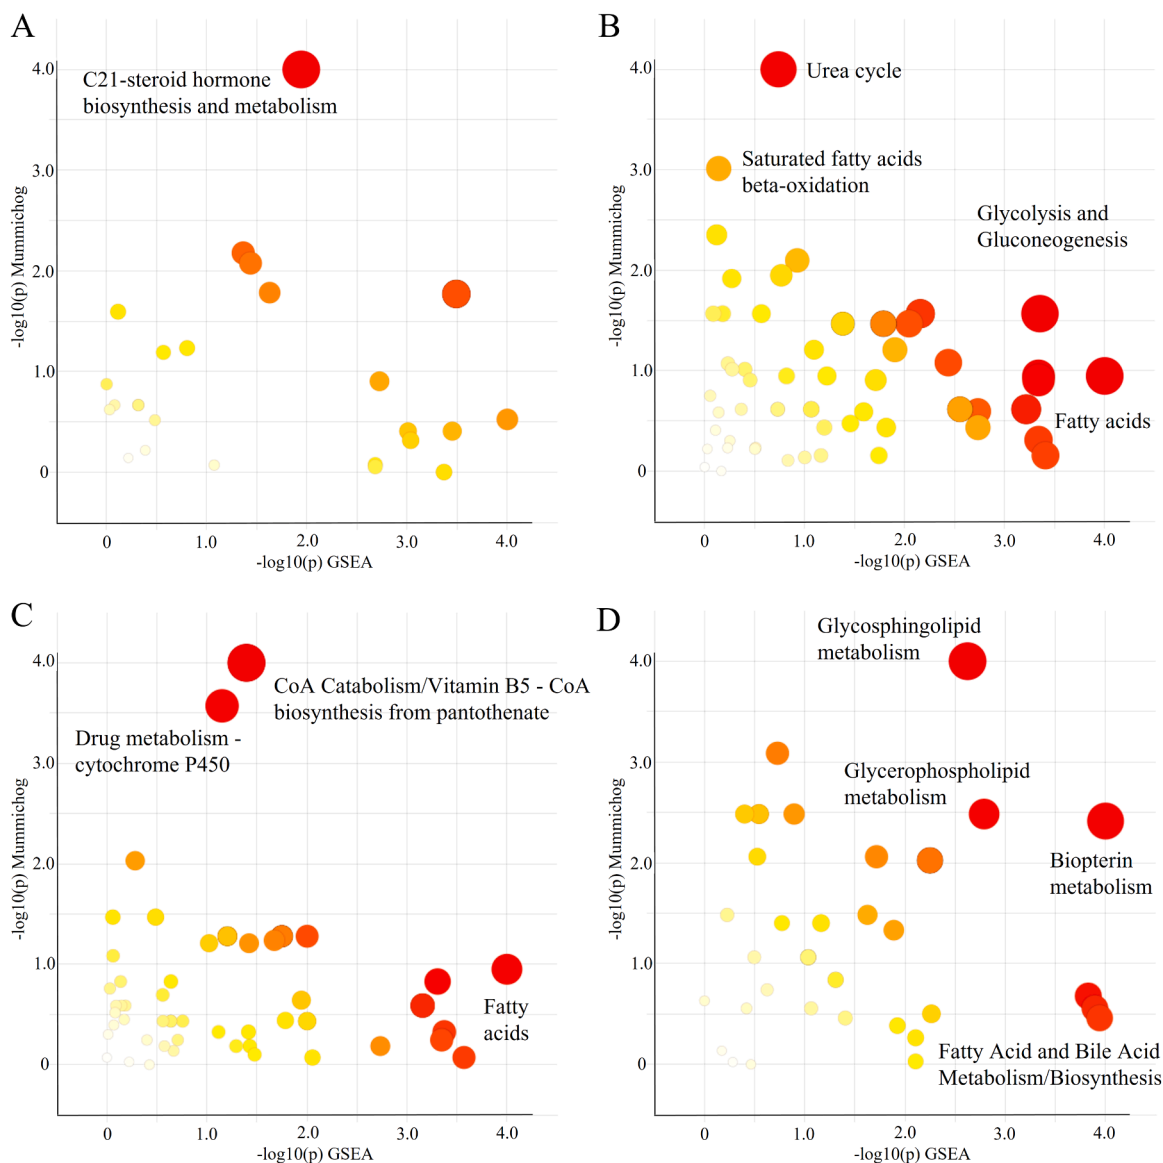 A
4.0
C21-steroid hormone
biosynthesis and metabolism
3.0
2.0
1.0
0
-log10(p) Mummichog
0 1.0 2.0 3.0 4.0
-log10(p) GSEA
B
4.0
Urea cycle
3.0
Saturated fatty acids
beta-oxidation
Glycolysis and
Gluconeogenesis
2.0
1.0
Fatty acids
0
-log10(p) Mummichog
0 1.0 2.0 3.0 4.0
-log10(p) GSEA
C
4.0
CoA Catabolism/Vitamin B5 - CoA
biosynthesis from pantothenate
Drug metabolism -
cytochrome P450
3.0
2.0
1.0
Fatty
acids
0
-log10(p) Mummichog
0 1.0 2.0 3.0 4.0
-log10(p) GSEA
D
Glycosphingolipid
metabolism
4.0
3.0
Glycerophospholipid
metabolism
Biopterin
metabolism
2.0
1.0
Fatty Acid and Bile Acid
Metabolism/Biosynthesis
0
-log10(p) Mummichog
0 1.0 2.0 3.0 4.0
-log10(p) GSEA